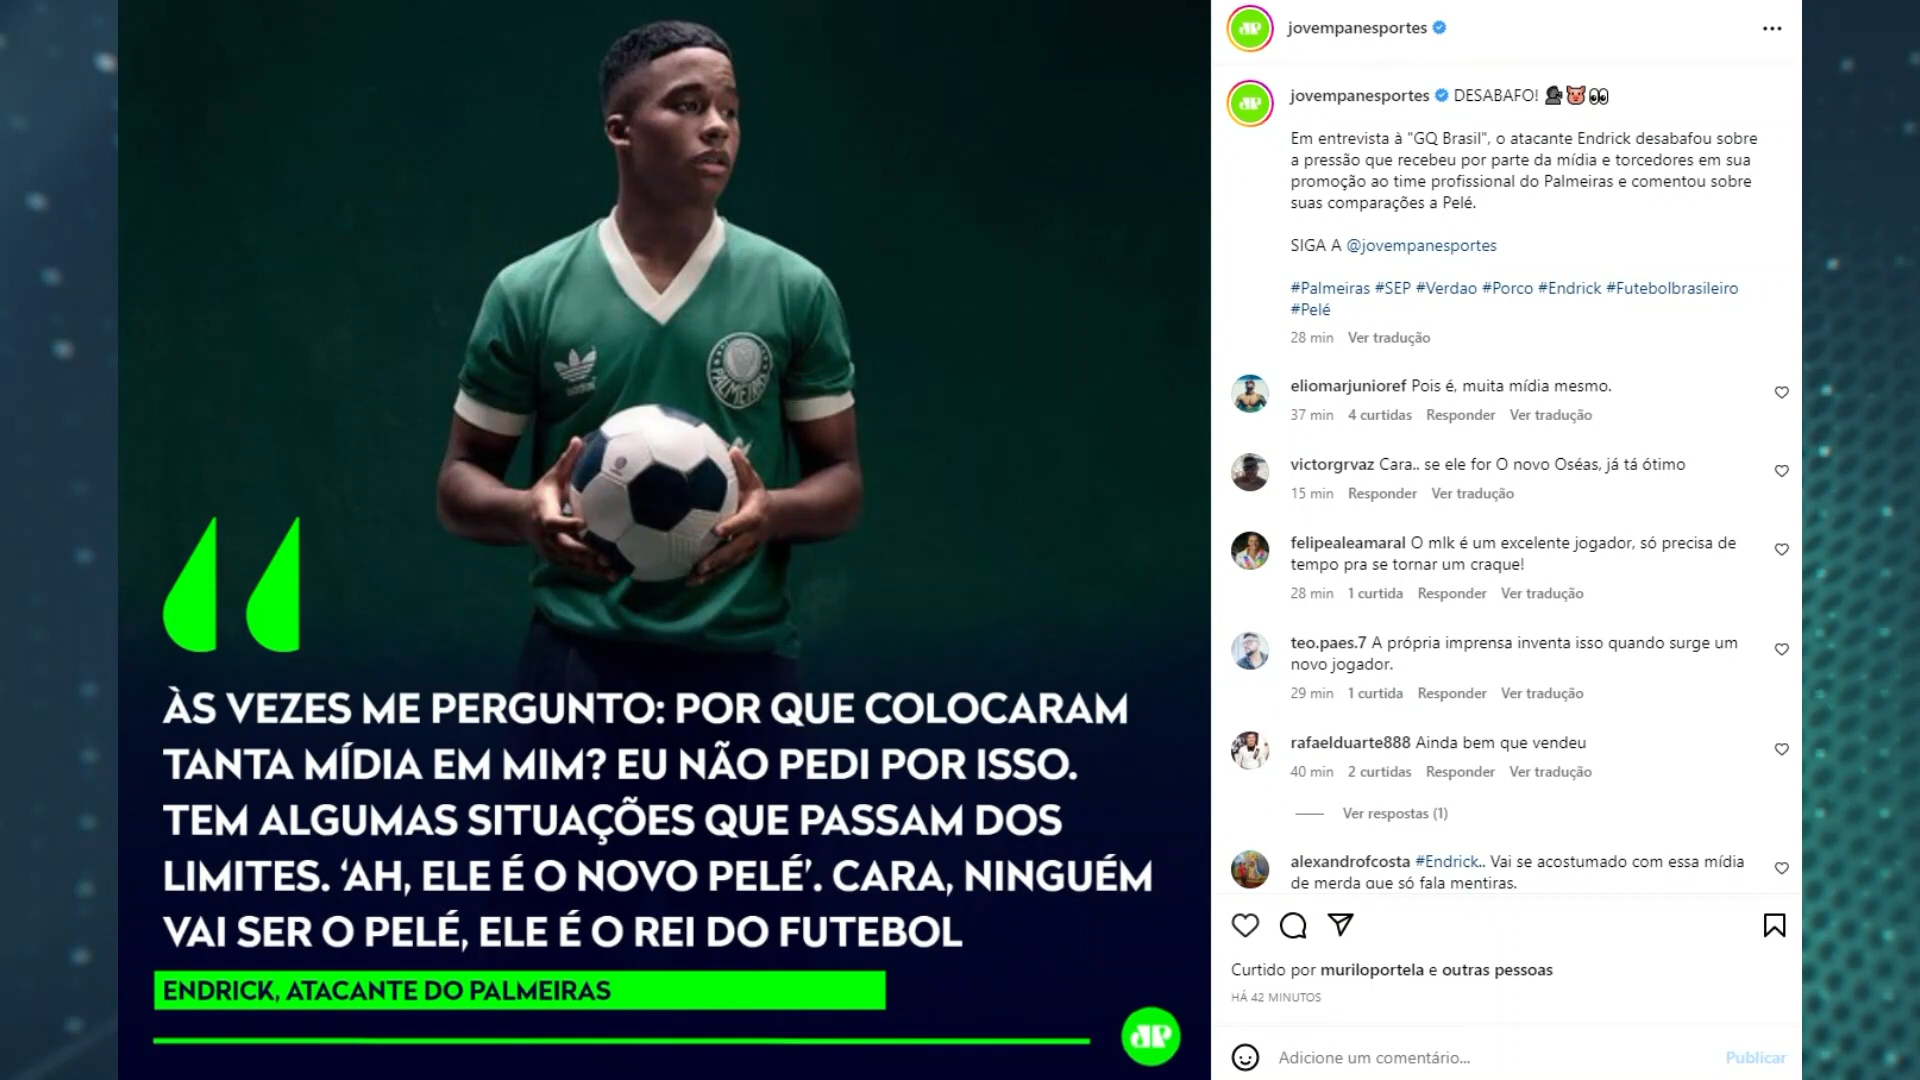 adidas
PALMEIRAS
ÀS VEZES ME PERGUNTO: POR QUE COLOCARAM
TANTA MÍDIA EM MIM? EU NÃO PEDI POR ISSO.
TEM ALGUMAS SITUAÇÕES QUE PASSAM DOS
LIMITES. ‘AH, ELE É O NOVO PELÉ’. CARA, NINGUÉM
VAI SER O PELÉ, ELE É O REI DO FUTEBOL
ENDRICK, ATACANTE DO PALMEIRAS
JP
JP
jovempanesportes
JP
jovempanesportes DESABAFO! 🗣🐷👀
Em entrevista à "GQ Brasil", o atacante Endrick desabafou sobre
a pressão que recebeu por parte da mídia e torcedores em sua
promoção ao time profissional do Palmeiras e comentou sobre
suas comparações a Pelé.
SIGA A @jovempanesportes
#Palmeiras #SEP #Verdao #Porco #Endrick #Futebolbrasileiro
#Pelé
28 min Ver tradução
eliomarjunioref Pois é, muita mídia mesmo.
37 min 4 curtidas Responder Ver tradução
victorgrvaz Cara.. se ele for O novo Oséas, já tá ótimo
15 min Responder Ver tradução
felipealeamaral O mlk é um excelente jogador, só precisa de
tempo pra se tornar um craque!
28 min 1 curtida Responder Ver tradução
teo.paes.7 A própria imprensa inventa isso quando surge um
novo jogador.
29 min 1 curtida Responder Ver tradução
rafaelduarte888 Ainda bem que vendeu
40 min 2 curtidas Responder Ver tradução
Ver respostas (1)
alexandrofcosta #Endrick.. Vai se acostumado com essa mídia
de merda que só fala mentiras.
Curtido por muriloportela e outras pessoas
HÁ 42 MINUTOS
Adicione um comentário...
Publicar